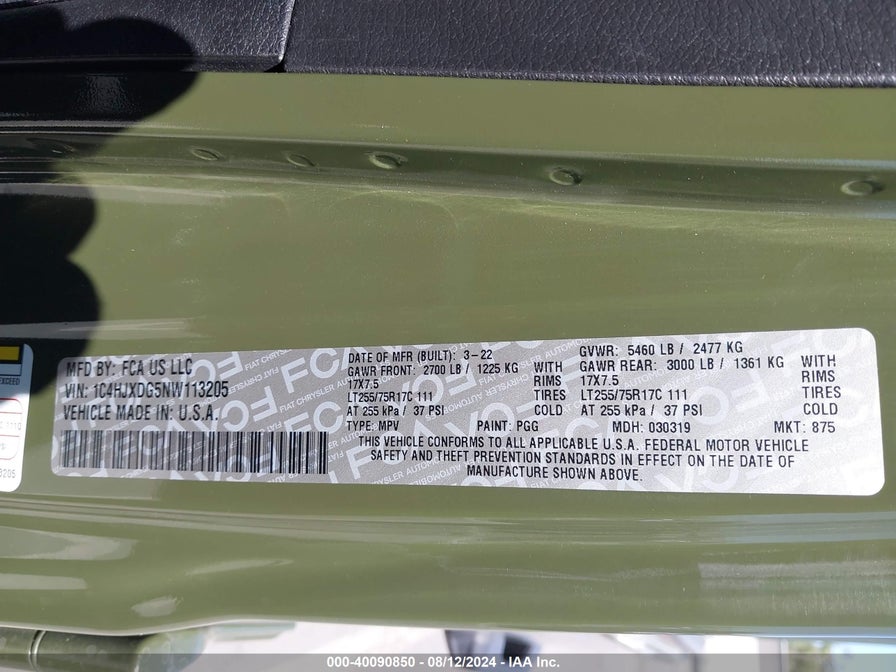 MFD BY: FCA US LLC
VIN: 1C4HJXDG5NW113205
VEHICLE MADE IN: U.S.A.
DATE OF MFR (BUILT): 3-22
GAWR FRONT: 2700 LB / 1225 KG WITH
17X7.5 RIMS
LT255/75R17C 111 TIRES
AT 255 kPa / 37 PSI COLD
TYPE: MPV PAINT: PGG
GVWR: 5460 LB / 2477 KG
GAWR REAR: 3000 LB / 1361 KG WITH
17X7.5 RIMS
LT255/75R17C 111 TIRES
AT 255 kPa / 37 PSI COLD
MDH: 030319 MKT: 875
THIS VEHICLE CONFORMS TO ALL APPLICABLE U.S.A. FEDERAL MOTOR VEHICLE
SAFETY AND THEFT PREVENTION STANDARDS IN EFFECT ON THE DATE OF
MANUFACTURE SHOWN ABOVE.
EXCEED
3205
000-40090850 - 08/12/2024 - IAA Inc.